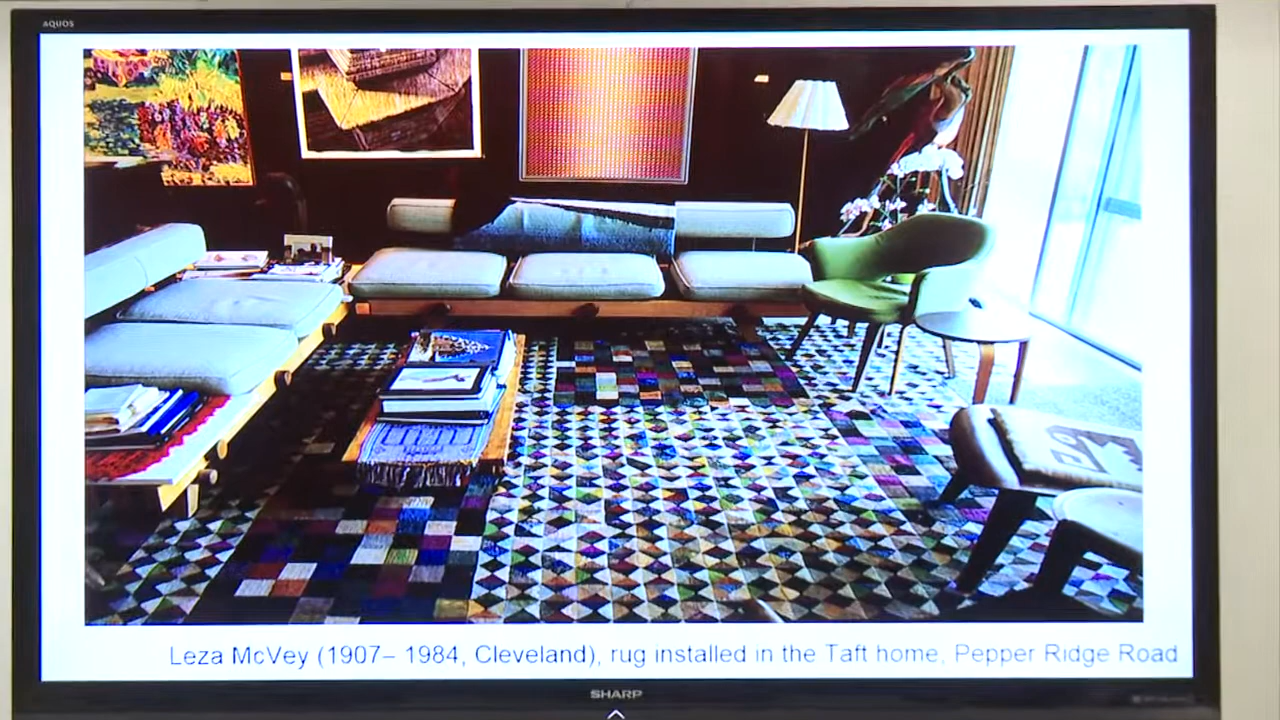 AQUOS
Leza McVey (1907– 1984, Cleveland), rug installed in the Taft home, Pepper Ridge Road
SHARP